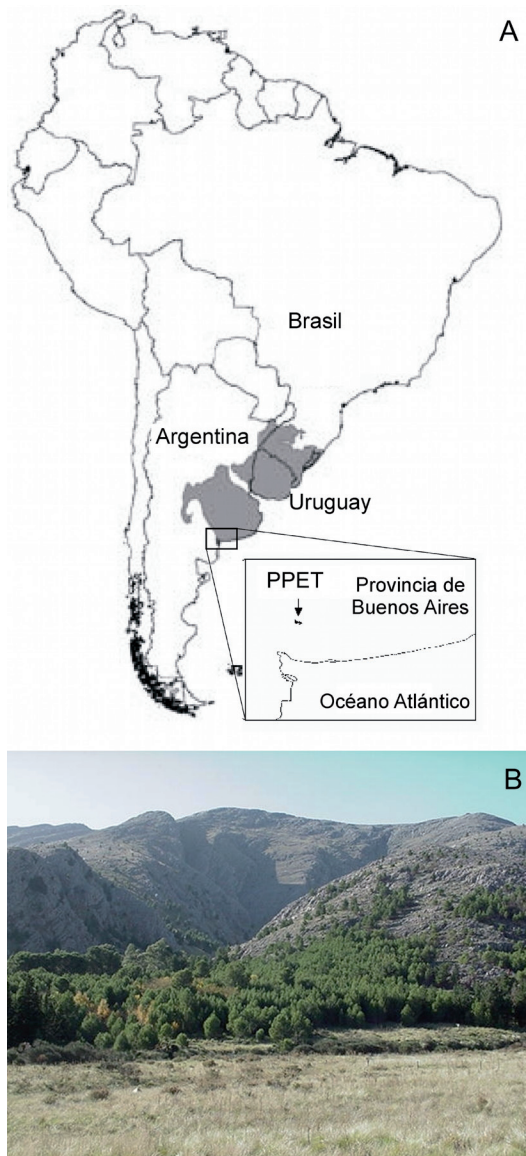 A
Brasil
Argentina
Uruguay
PPET
Provincia de
Buenos Aires
Océano Atlántico
B